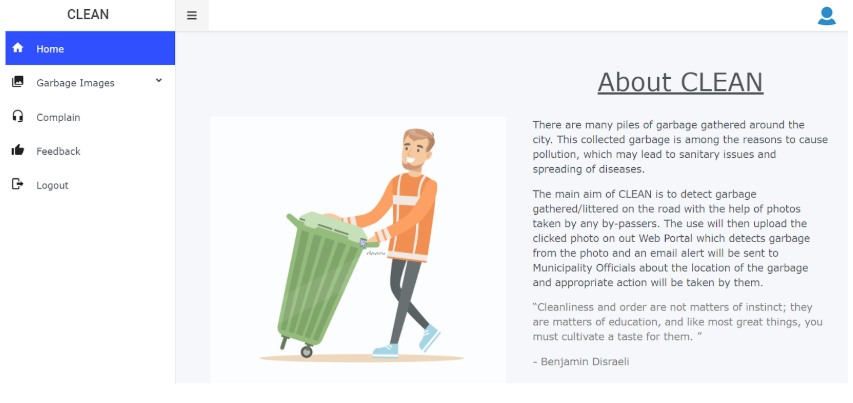 CLEAN
Home
Garbage Images
Complain
Feedback
Logout
About CLEAN
There are many piles of garbage gathered around the
city. This collected garbage is among the reasons to cause
pollution, which may lead to sanitary issues and
spreading of diseases.
The main aim of CLEAN is to detect garbage
gathered/littered on the road with the help of photos
taken by any by-passers. The use will then upload the
clicked photo on out Web Portal which detects garbage
from the photo and an email alert will be sent to
Municipality Officials about the location of the garbage
and appropriate action will be taken by them.
“Cleanliness and order are not matters of instinct; they
are matters of education, and like most great things, you
must cultivate a taste for them. ”
- Benjamin Disraeli